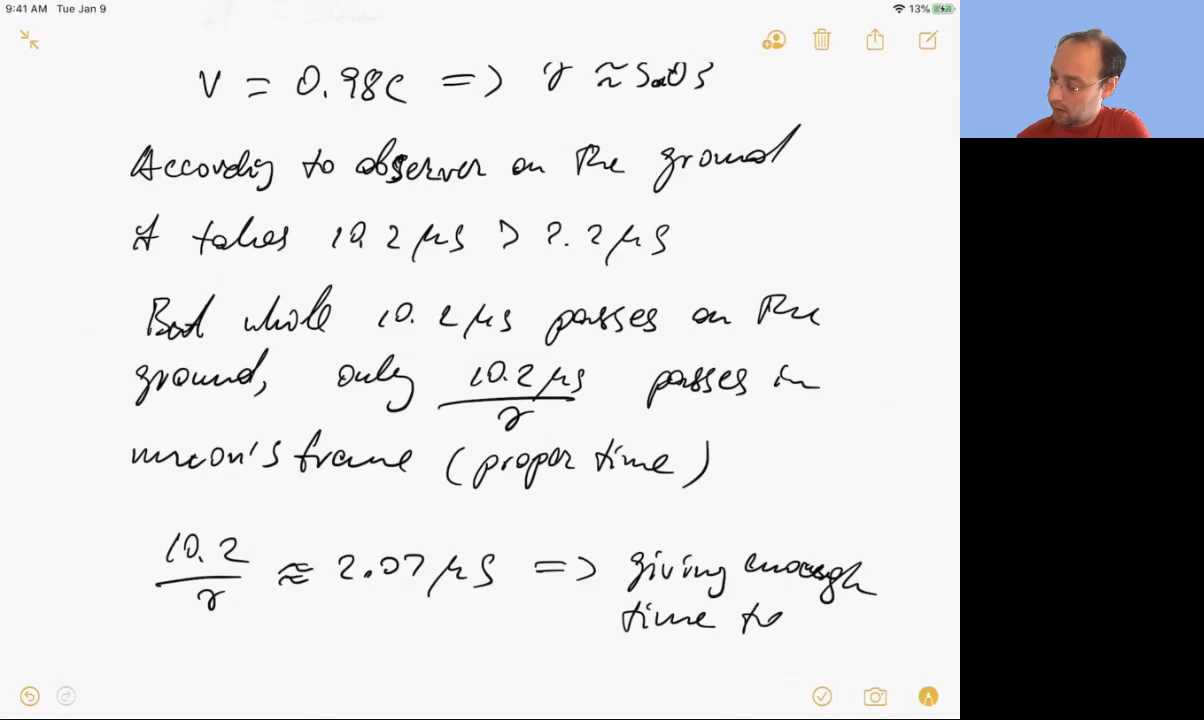 9:41 AM Tue Jan 9
13%
V = 0.98c => γ ≈ 5.03
According to observer on the ground
it takes 10.2 μs > 2.2 μs
But while 10.2 μs passes on the
ground, only 10.2 μs / γ passes in
muon's frame (proper time)
10.2 / γ ≈ 2.07 μs => giving enough
time to